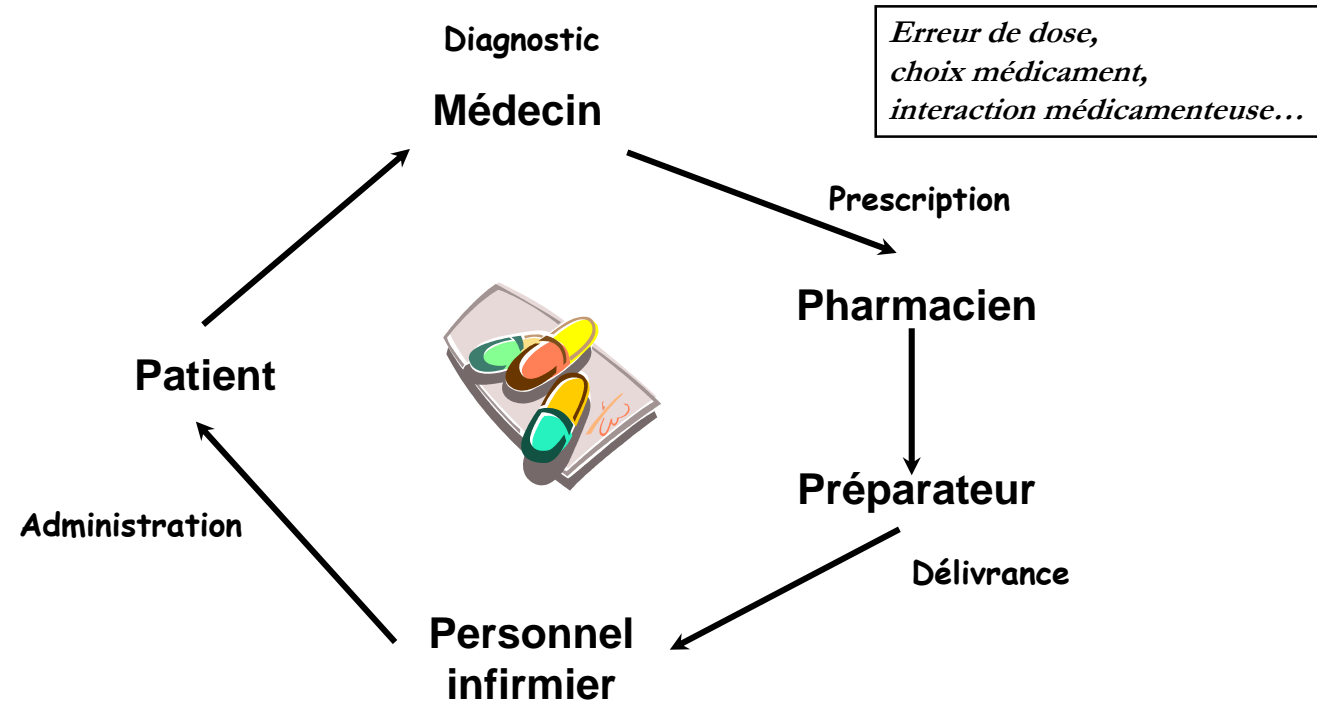 Diagnostic
Médecin
Erreur de dose,
choix médicament,
interaction médicamenteuse…
Prescription
Pharmacien
Patient
Préparateur
Administration
Délivrance
Personnel
infirmier